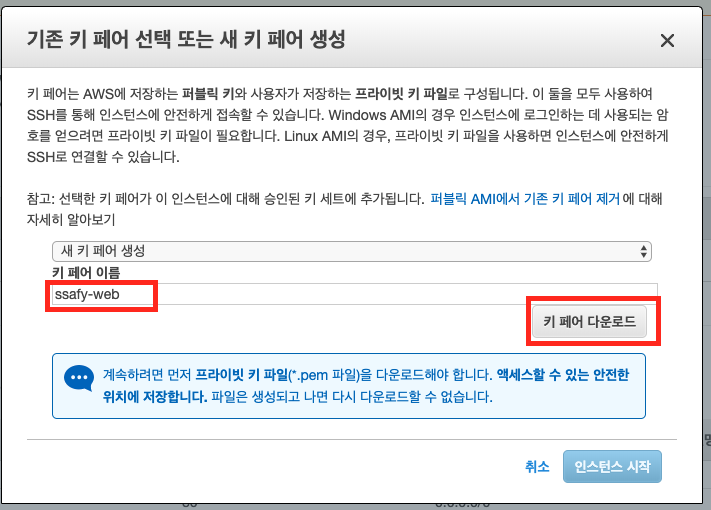 기존 키 페어 선택 또는 새 키 페어 생성
키 페어는 AWS에 저장하는 퍼블릭 키와 사용자가 저장하는 프라이빗 키 파일로 구성됩니다. 이 둘을 모두 사용하여
SSH를 통해 인스턴스에 안전하게 접속할 수 있습니다. Windows AMI의 경우 인스턴스에 로그인하는 데 사용되는 암
호를 얻으려면 프라이빗 키 파일이 필요합니다. Linux AMI의 경우, 프라이빗 키 파일을 사용하면 인스턴스에 안전하게
SSH로 연결할 수 있습니다.
참고: 선택한 키 페어가 이 인스턴스에 대해 승인된 키 세트에 추가됩니다. 퍼블릭 AMI에서 기존 키 페어 제거에 대해
자세히 알아보기
새 키 페어 생성
키 페어 이름
ssafy-web
키 페어 다운로드
계속하려면 먼저 프라이빗 키 파일(*.pem 파일)을 다운로드해야 합니다. 액세스할 수 있는 안전한
위치에 저장합니다. 파일은 생성되고 나면 다시 다운로드할 수 없습니다.
취소
인스턴스 시작